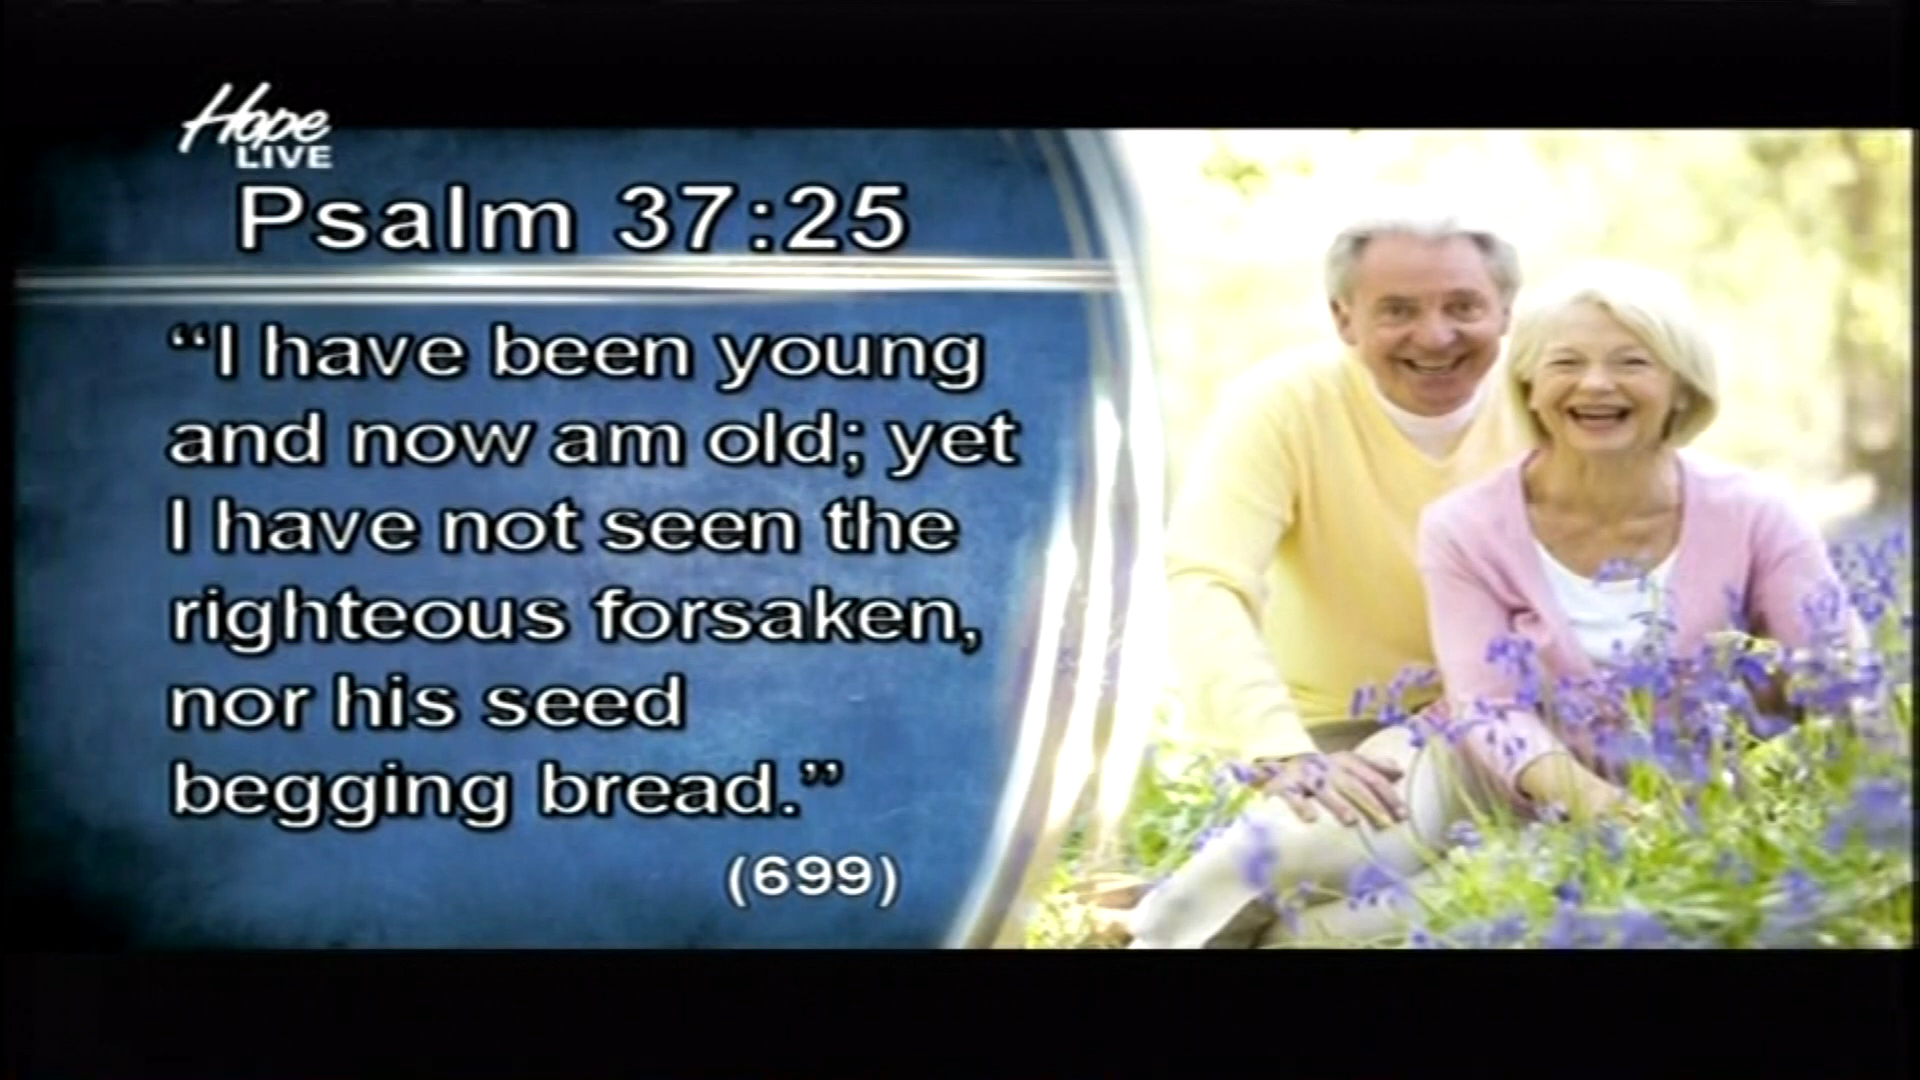 Hope
LIVE
Psalm 37:25
“I have been young
and now am old; yet
I have not seen the
righteous forsaken,
nor his seed
begging bread.”
(699)